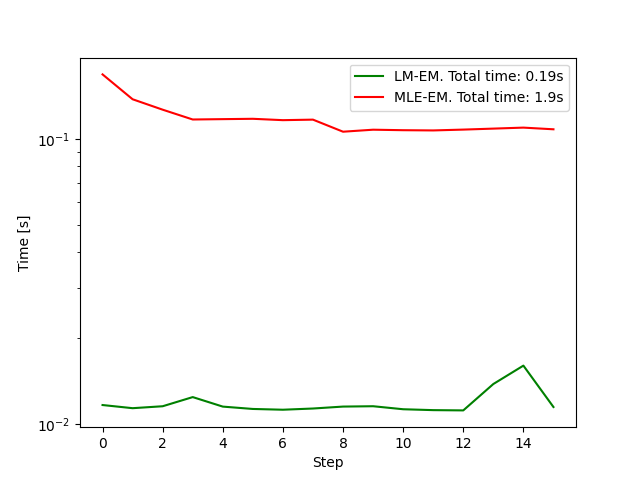 LM-EM. Total time: 0.19s
MLE-EM. Total time: 1.9s
10⁻¹
Time [s]
10⁻²
0 2 4 6 8 10 12 14
Step